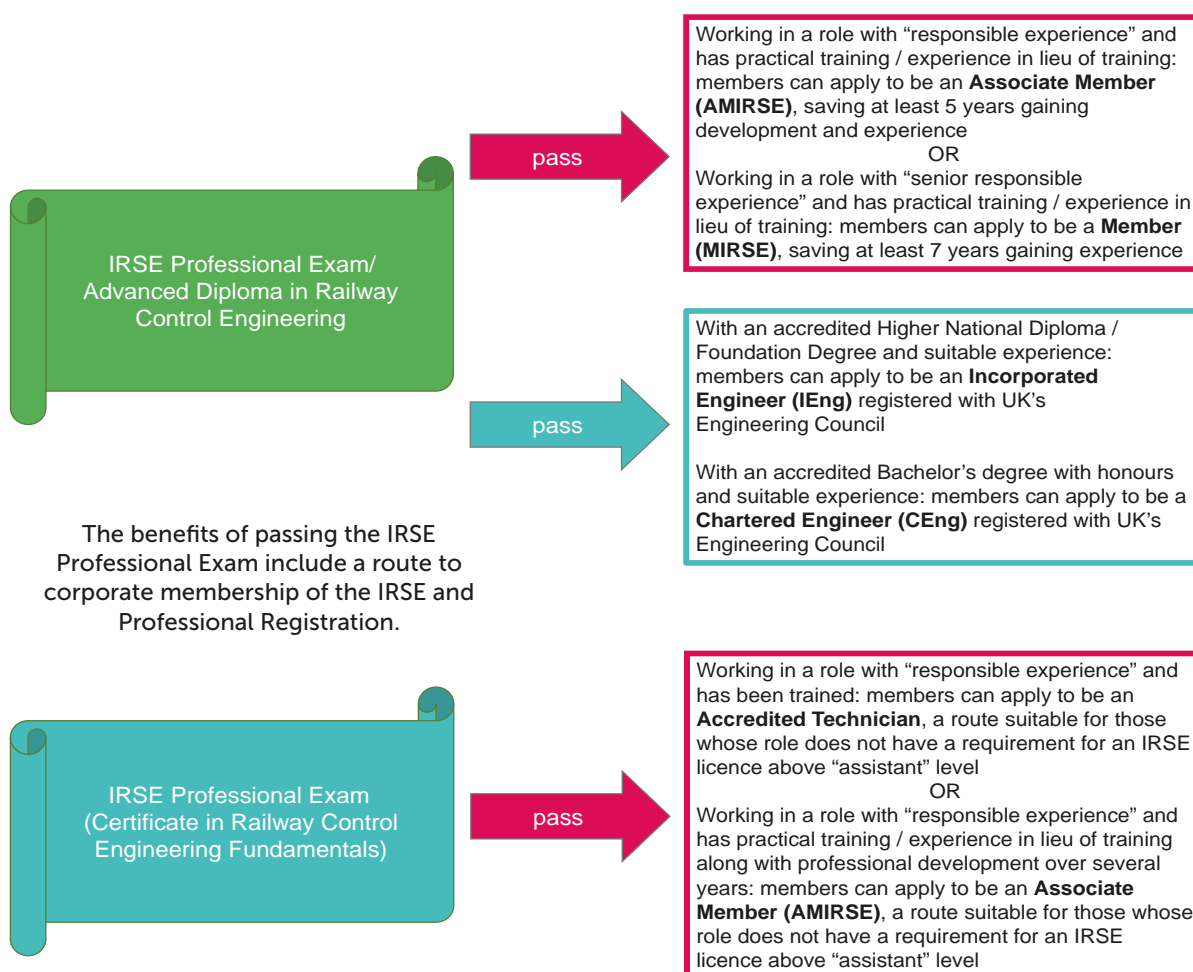 Working in a role with “responsible experience” and
has practical training / experience in lieu of training:
members can apply to be an Associate Member
(AMIRSE), saving at least 5 years gaining
development and experience
OR
Working in a role with “senior responsible
experience” and has practical training / experience in
lieu of training: members can apply to be a Member
(MIRSE), saving at least 7 years gaining experience
pass
IRSE Professional Exam/
Advanced Diploma in Railway
Control Engineering
With an accredited Higher National Diploma /
Foundation Degree and suitable experience:
members can apply to be an Incorporated
Engineer (IEng) registered with UK’s
Engineering Council
With an accredited Bachelor’s degree with honours
and suitable experience: members can apply to be a
Chartered Engineer (CEng) registered with UK’s
Engineering Council
pass
The benefits of passing the IRSE
Professional Exam include a route to
corporate membership of the IRSE and
Professional Registration.
IRSE Professional Exam
(Certificate in Railway Control
Engineering Fundamentals)
pass
Working in a role with “responsible experience” and
has been trained: members can apply to be an
Accredited Technician, a route suitable for those
whose role does not have a requirement for an IRSE
licence above “assistant” level
OR
Working in a role with “responsible experience” and
has practical training / experience in lieu of training
along with professional development over several
years: members can apply to be an Associate
Member (AMIRSE), a route suitable for those whose
role does not have a requirement for an IRSE
licence above “assistant” level